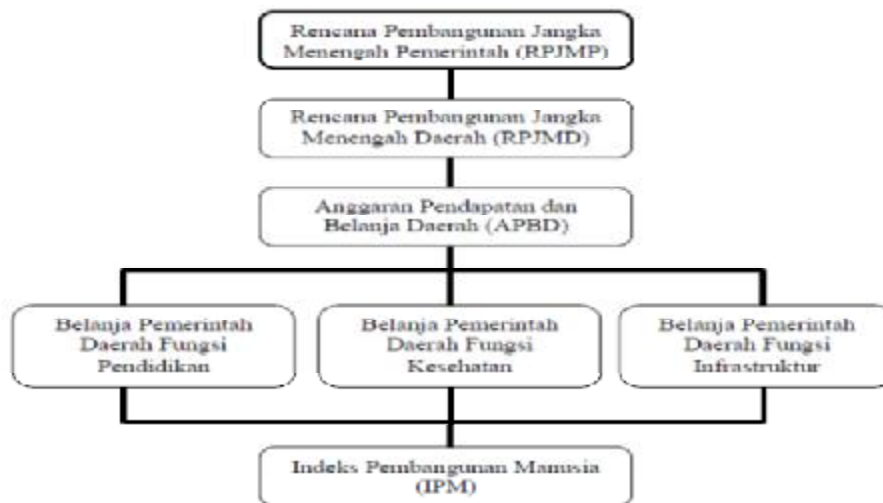 Rencana Pembangunan Jangka
Menengah Pemerintah (RPJMP)
Rencana Pembangunan Jangka
Menengah Daerah (RPJMD)
Anggaran Pendapatan dan
Belanja Daerah (APBD)
Belanja Pemerintah
Daerah Fungsi
Pendidikan
Belanja Pemerintah
Daerah Fungsi
Kesehatan
Belanja Pemerintah
Daerah Fungsi
Infrastruktur
Indeks Pembangunan Manusia
(IPM)